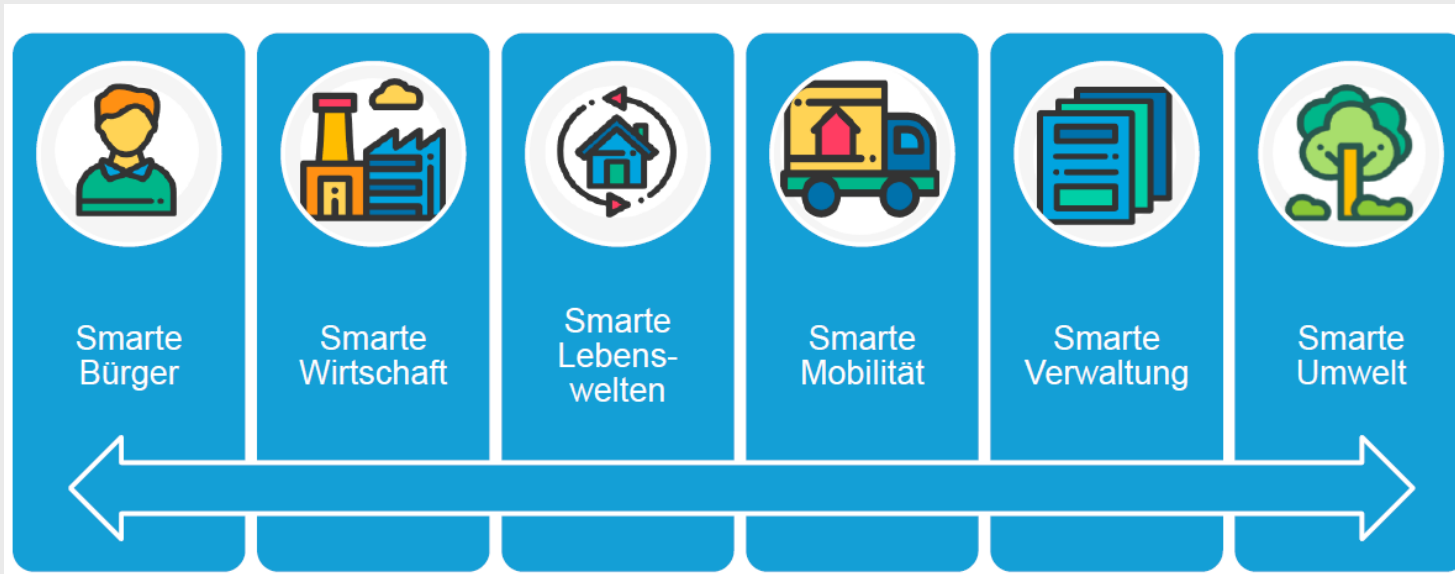 Smarte
Bürger
Smarte
Wirtschaft
Smarte
Lebens-
welten
Smarte
Mobilität
Smarte
Verwaltung
Smarte
Umwelt